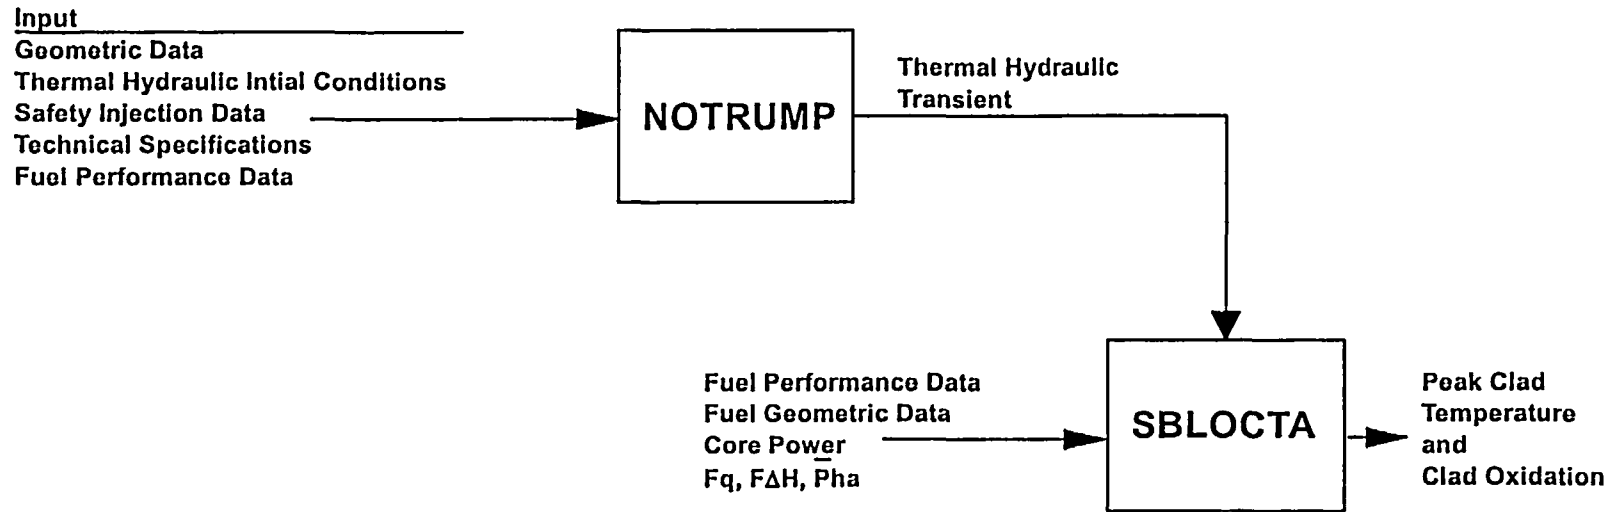 Input
Geometric Data
Thermal Hydraulic Intial Conditions
Safety Injection Data
Technical Specifications
Fuel Performance Data
NOTRUMP
Thermal Hydraulic
Transient
Fuel Performance Data
Fuel Geometric Data
Core Power
Fq, FΔH, P̅ha
SBLOCTA
Peak Clad
Temperature
and
Clad Oxidation